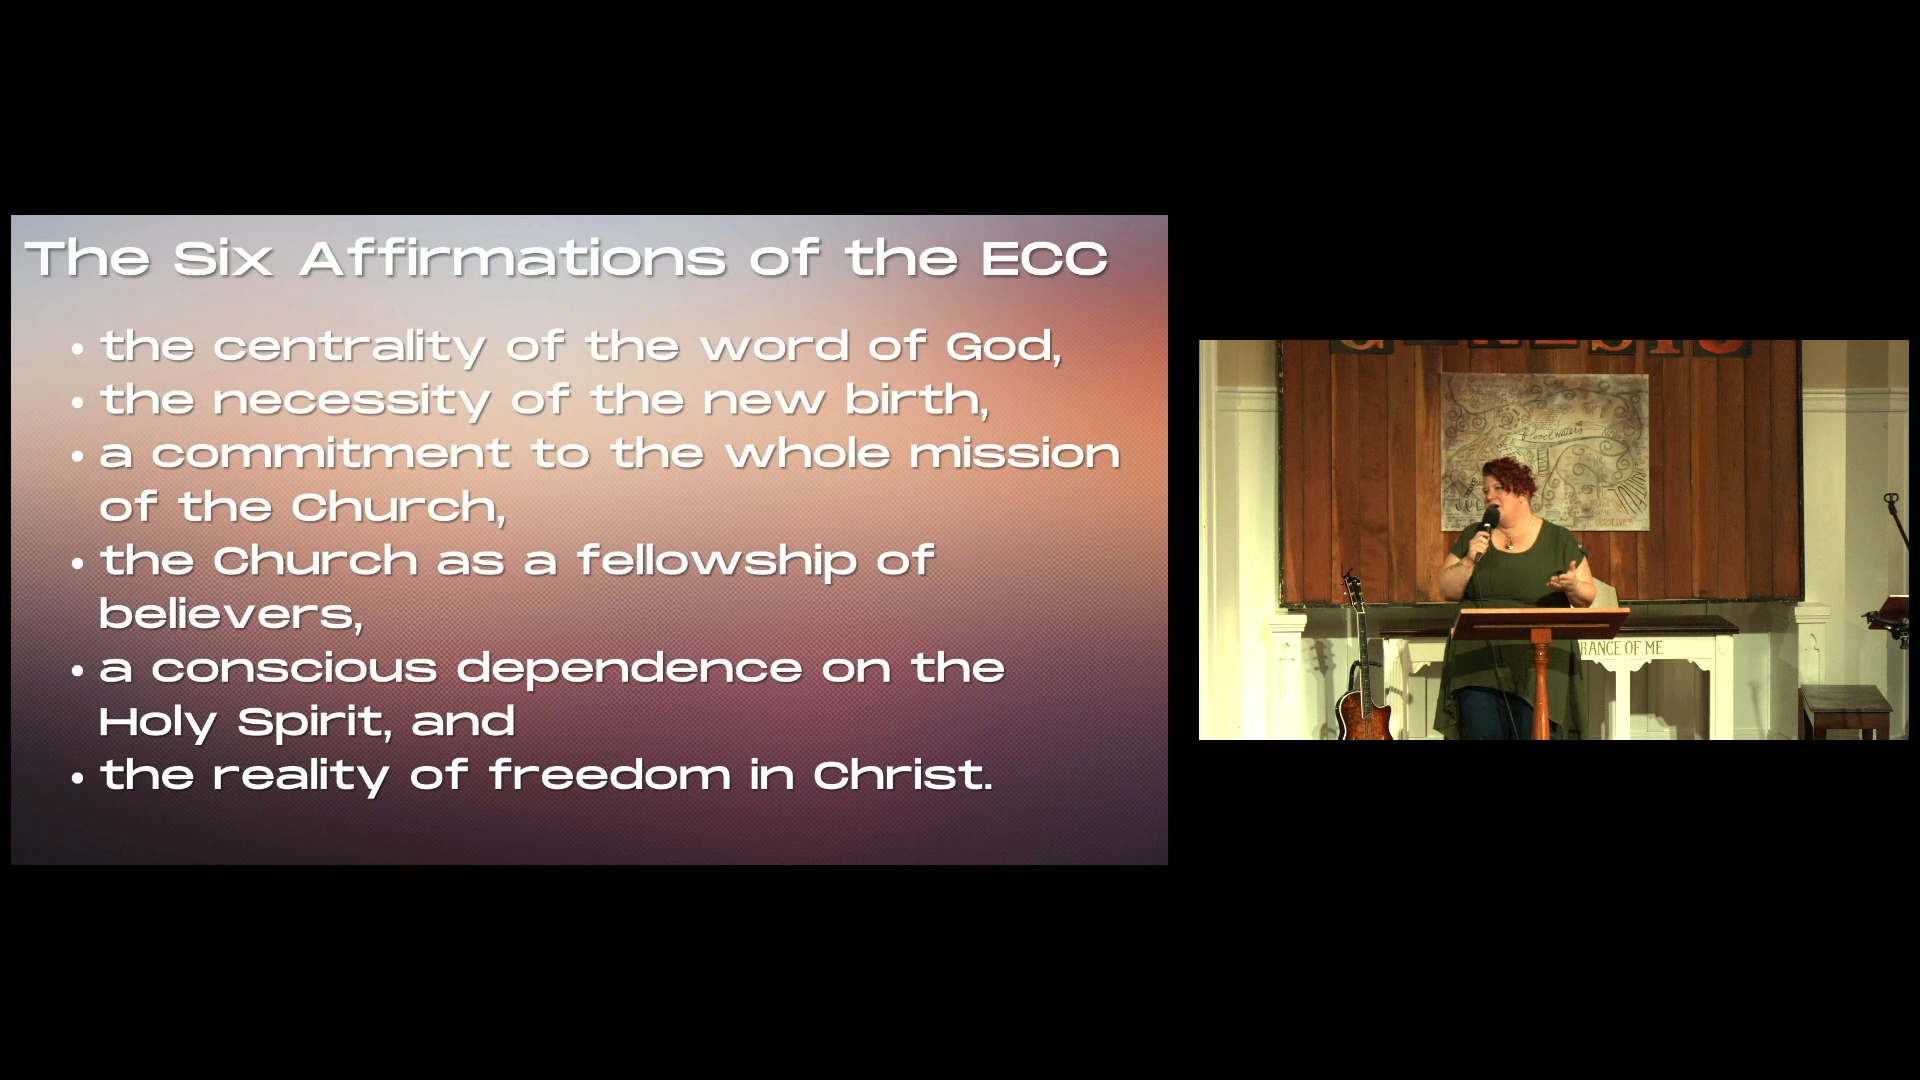 The Six Affirmations of the ECC
• the centrality of the word of God,
• the necessity of the new birth,
• a commitment to the whole mission
of the Church,
• the Church as a fellowship of
believers,
• a conscious dependence on the
Holy Spirit, and
• the reality of freedom in Christ.
GENESIS
floodwaters
RANCE OF ME